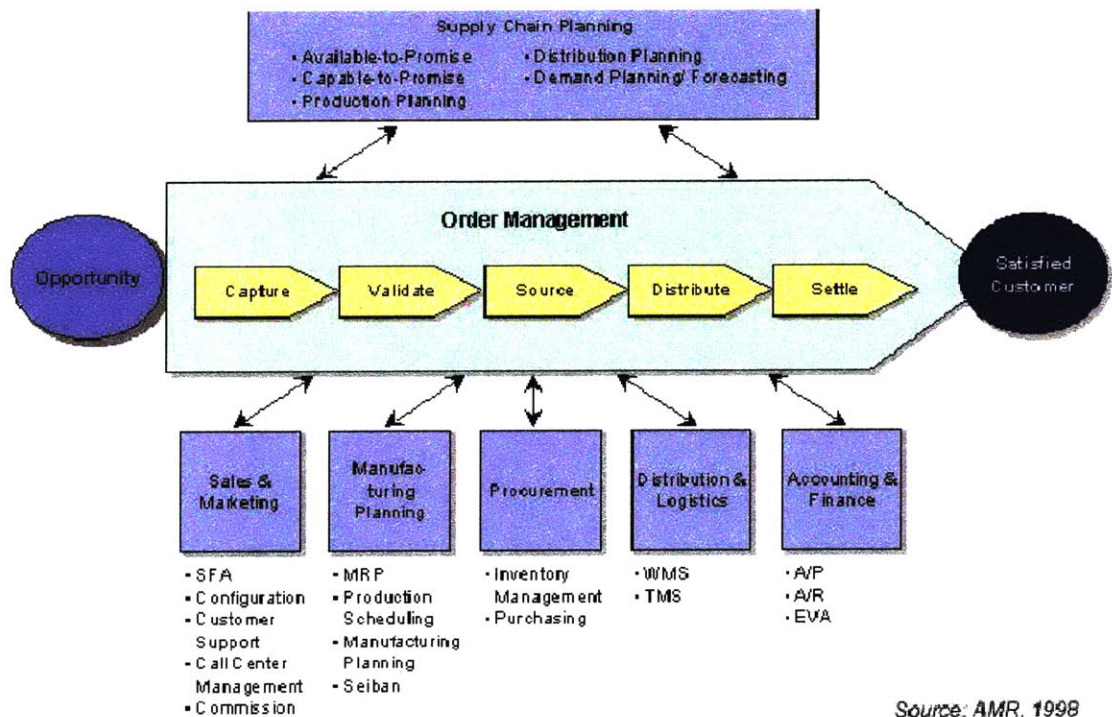 Supply Chain Planning
- Available-to-Promise
- Capable-to-Promise
- Production Planning
- Distribution Planning
- Demand Planning/ Forecasting
Order Management
Opportunity
Capture
Validate
Source
Distribute
Settle
Satisfied
Customer
Sales &
Marketing
- SFA
- Configuration
- Customer
Support
- Call Center
Management
- Commission
Manufac-
turing
Planning
- MRP
- Production
Scheduling
- Manufacturing
Planning
- Seiban
Procurement
- Inventory
Management
- Purchasing
Distribution &
Logistics
- WMS
- TMS
Accounting &
Finance
- A/P
- A/R
- EVA
Source: AMR, 1998